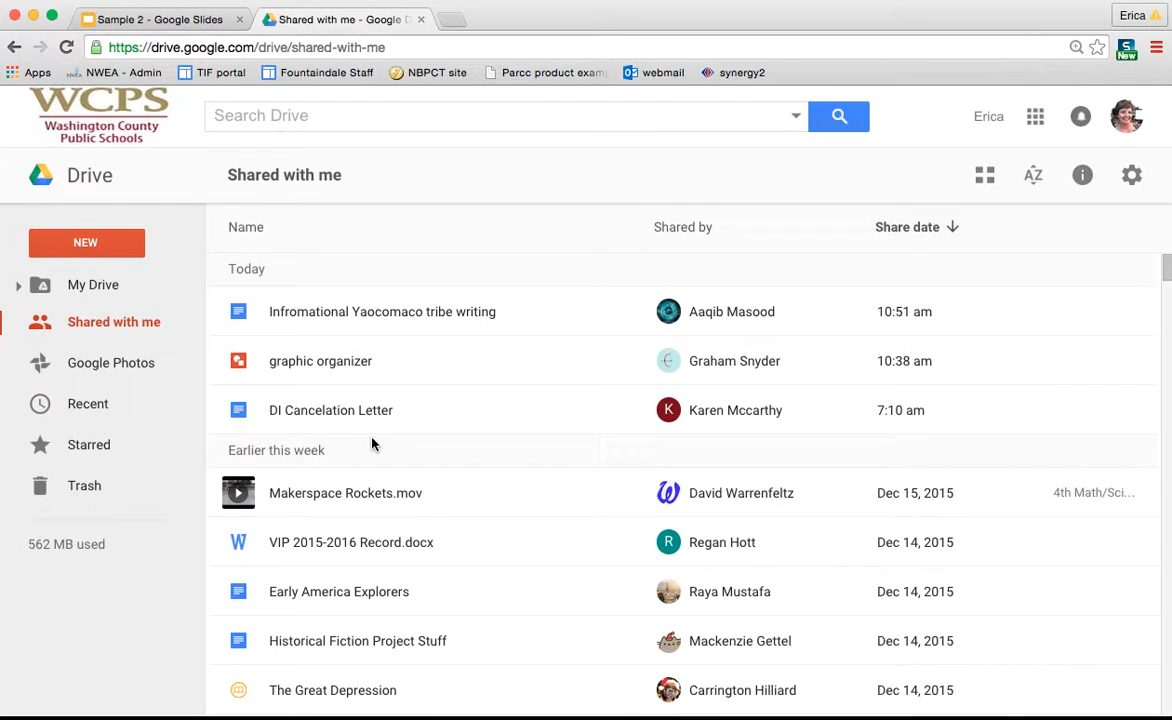 Sample 2 - Google Slides
Shared with me - Google D
Erica
https://drive.google.com/drive/shared-with-me
New
Apps
NWEA - Admin
TIF portal
Fountaindale Staff
NBPCT site
Parcc product exam
webmail
synergy2
WCPS
Washington County
Public Schools
Search Drive
Erica
Drive
Shared with me
AZ
NEW
My Drive
Shared with me
Google Photos
Recent
Starred
Trash
562 MB used
Name Shared by Share date
Today
Infromational Yaocomaco tribe writing Aaqib Masood 10:51 am
graphic organizer Graham Snyder 10:38 am
DI Cancelation Letter K Karen Mccarthy 7:10 am
Earlier this week
Makerspace Rockets.mov David Warrenfeltz Dec 15, 2015 4th Math/Sci...
W VIP 2015-2016 Record.docx R Regan Hott Dec 14, 2015
Early America Explorers Raya Mustafa Dec 14, 2015
Historical Fiction Project Stuff Mackenzie Gettel Dec 14, 2015
The Great Depression Carrington Hilliard Dec 14, 2015